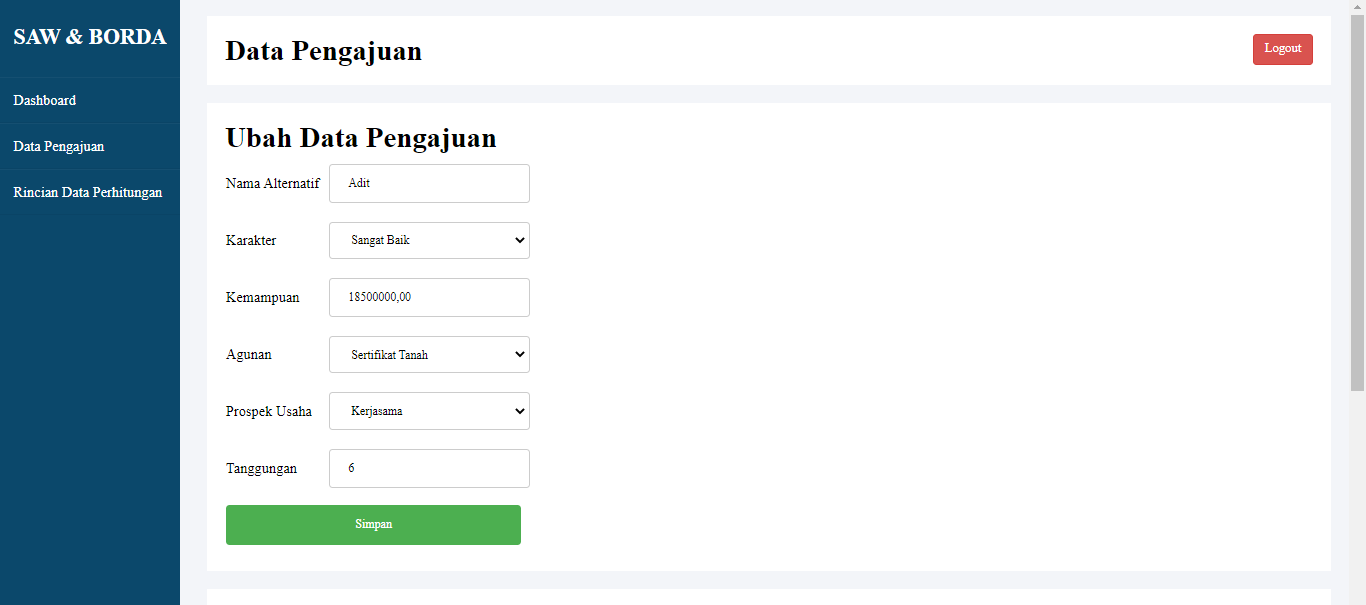 SAW & BORDA
Dashboard
Data Pengajuan
Rincian Data Perhitungan
Data Pengajuan
Logout
Ubah Data Pengajuan
Nama Alternatif Adit
Karakter Sangat Baik
Kemampuan 18500000,00
Agunan Sertifikat Tanah
Prospek Usaha Kerjasama
Tanggungan 6
Simpan